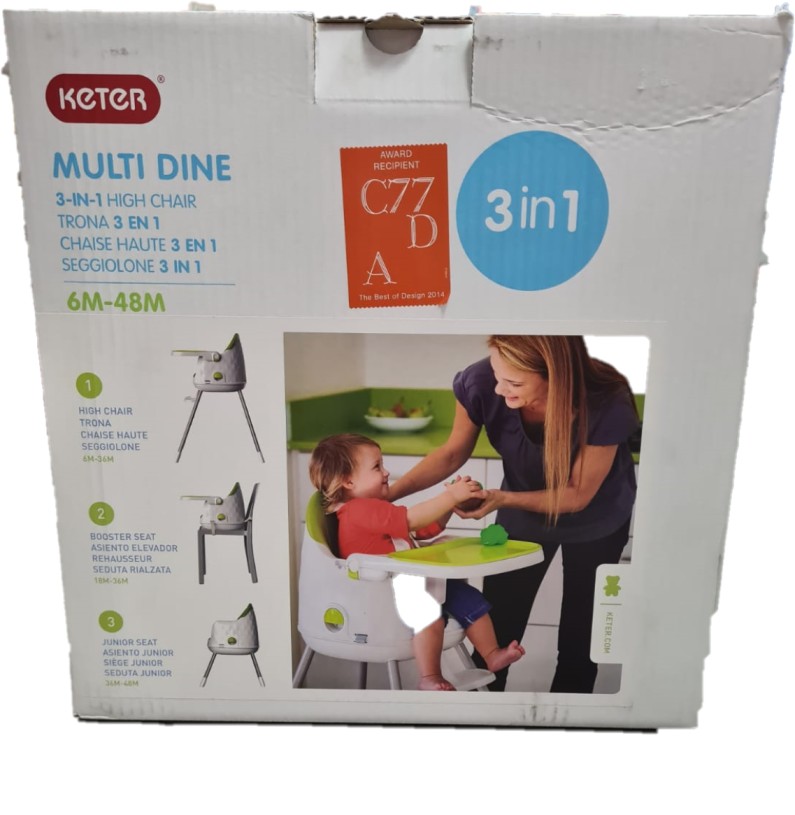 KETER®
MULTI DINE
3-IN-1 HIGH CHAIR
TRONA 3 EN 1
CHAISE HAUTE 3 EN 1
SEGGIOLONE 3 IN 1
6M-48M
AWARD
RECIPIENT
C77
D
A
The Best of Design 2014
3in1
1
HIGH CHAIR
TRONA
CHAISE HAUTE
SEGGIOLONE
6M-36M
2
BOOSTER SEAT
ASIENTO ELEVADOR
REHAUSSEUR
SEDUTA RIALZATA
18M-36M
3
JUNIOR SEAT
ASIENTO JUNIOR
SIÈGE JUNIOR
SEDUTA JUNIOR
36M-48M
KETER.COM